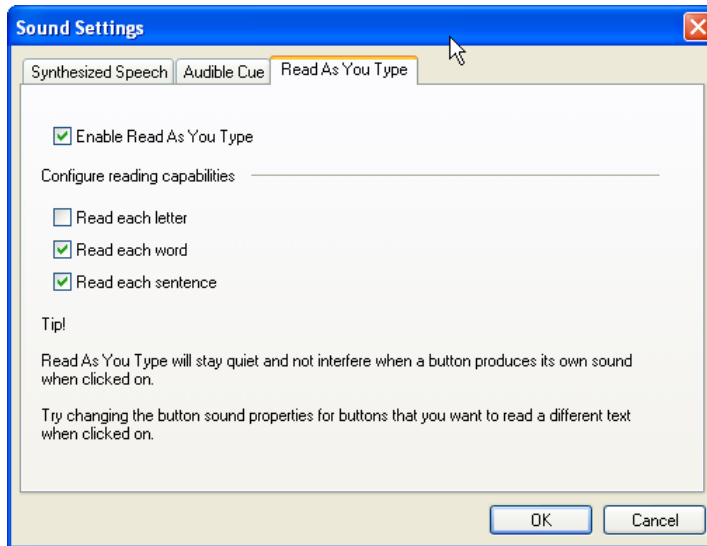 Sound Settings
Synthesized Speech Audible Cue Read As You Type
Enable Read As You Type
Configure reading capabilities
Read each letter
Read each word
Read each sentence
Tip!
Read As You Type will stay quiet and not interfere when a button produces its own sound
when clicked on.
Try changing the button sound properties for buttons that you want to read a different text
when clicked on.
OK Cancel